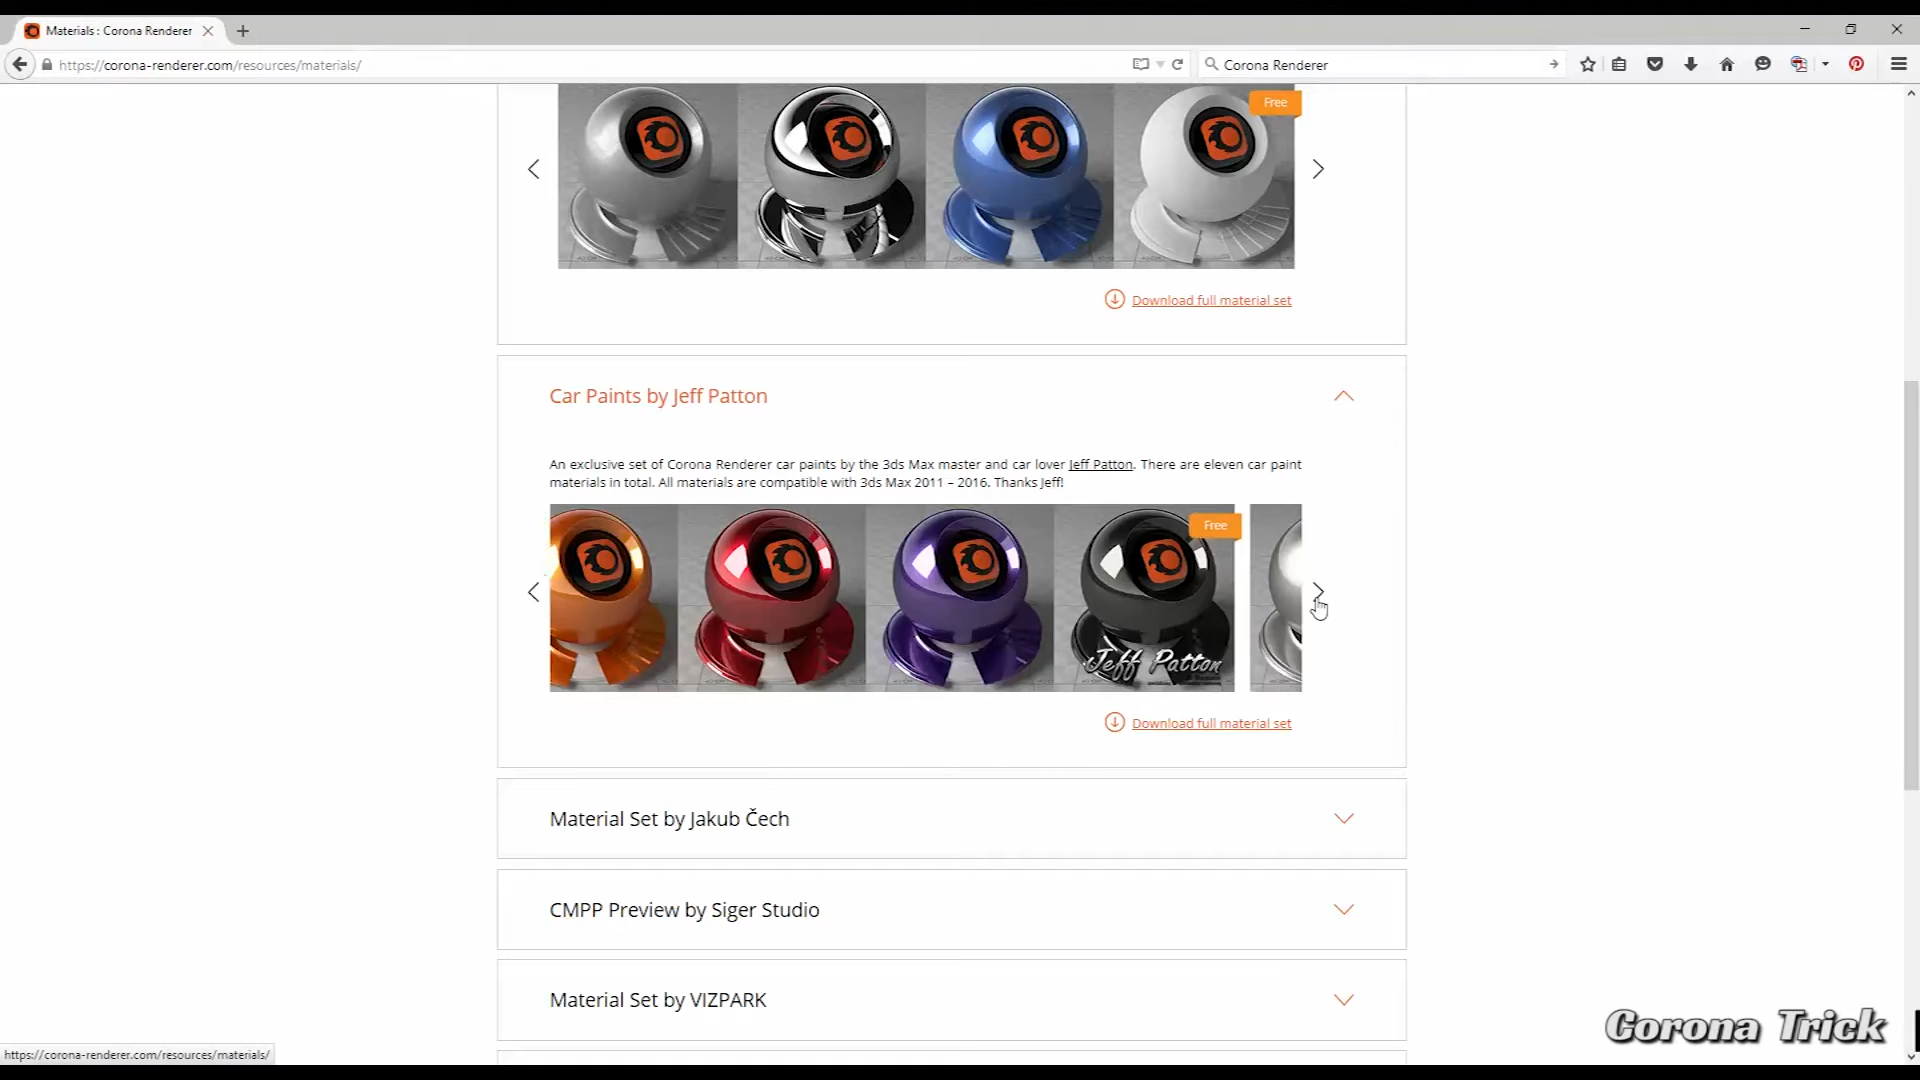 Materials : Corona Renderer
https://corona-renderer.com/resources/materials/
Corona Renderer
Free
Download full material set
Car Paints by Jeff Patton
An exclusive set of Corona Renderer car paints by the 3ds Max master and car lover Jeff Patton. There are eleven car paint
materials in total. All materials are compatible with 3ds Max 2011 – 2016. Thanks Jeff!
Free
Jeff Patton
Download full material set
Material Set by Jakub Čech
CMPP Preview by Siger Studio
Material Set by VIZPARK
Corona Trick
https://corona-renderer.com/resources/materials/